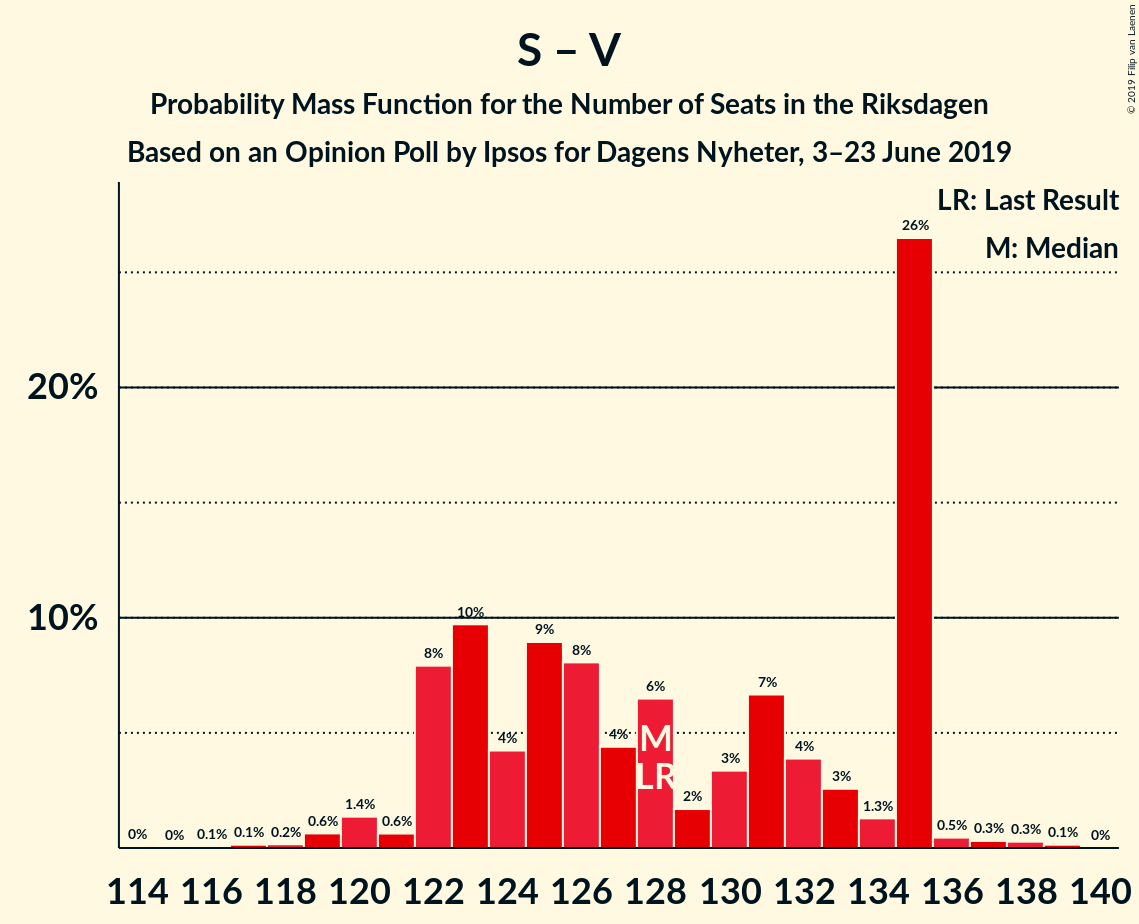 © 2019 Filip van Laenen
S – V
Probability Mass Function for the Number of Seats in the Riksdagen
Based on an Opinion Poll by Ipsos for Dagens Nyheter, 3–23 June 2019
LR: Last Result
M: Median
20%
10%
0% 0% 0.1% 0.1% 0.2% 0.6% 1.4% 0.6% 8% 10% 4% 9% 8% 4% 6% 2% 3% 7% 4% 3% 1.3% 26% 0.5% 0.3% 0.3% 0.1% 0%
M
LR
114 116 118 120 122 124 126 128 130 132 134 136 138 140